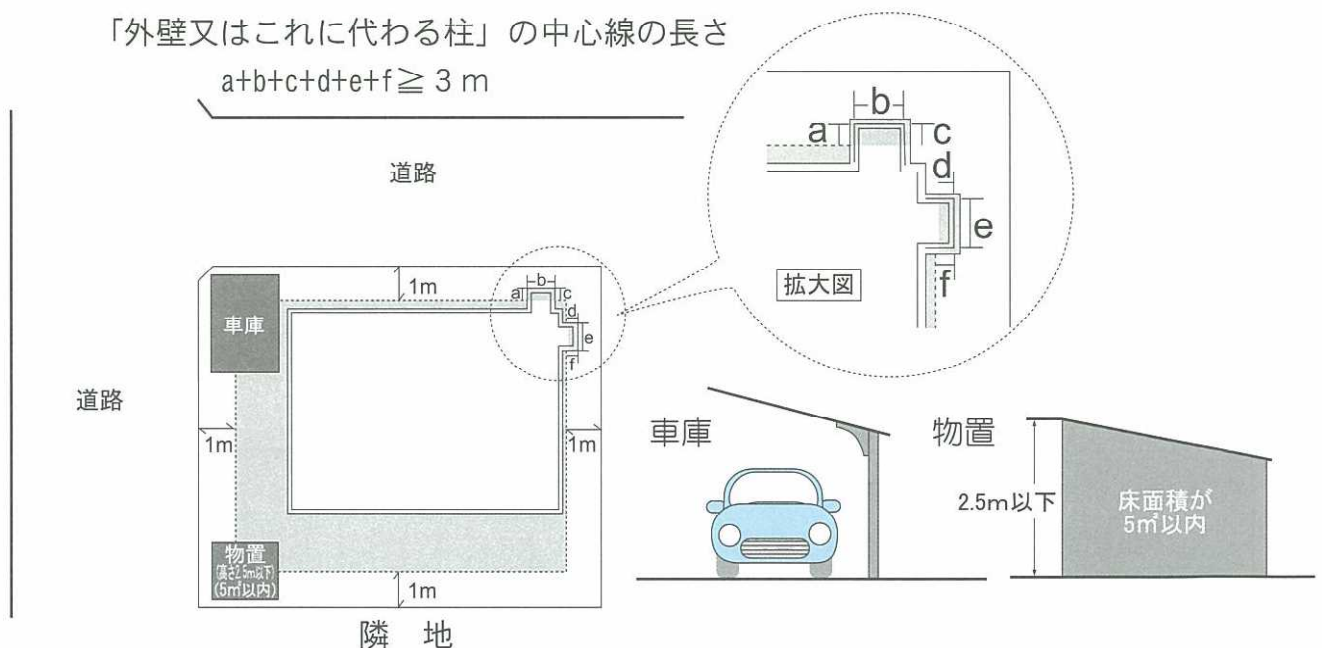 「外壁又はこれに代わる柱」の中心線の長さ
a+b+c+d+e+f≧3m
道路
a
b
c
d
e
f
拡大図
1m
a
b
c
d
e
f
車庫
道路
1m
1m
物置
(高さ2.5m以下)
(5㎡以内)
1m
隣 地
車庫
物置
2.5m以下
床面積が
5㎡以内